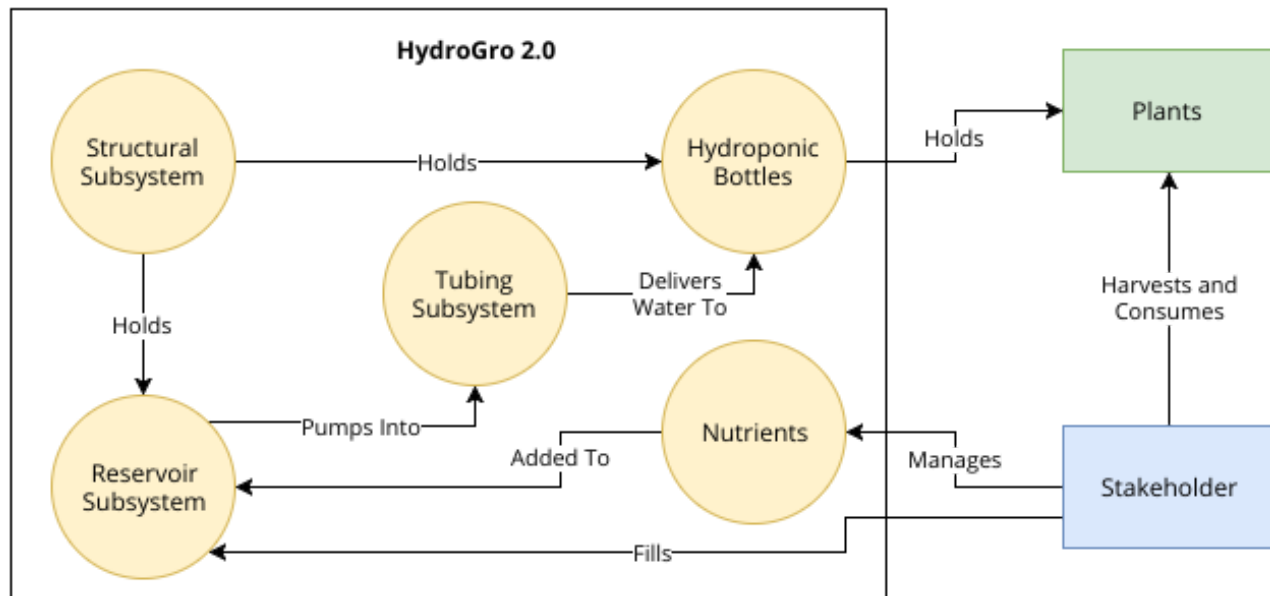 HydroGro 2.0
Structural
Subsystem
Holds
Hydroponic
Bottles
Holds
Plants
Tubing
Subsystem
Delivers
Water To
Harvests and
Consumes
Holds
Pumps Into
Nutrients
Added To
Manages
Stakeholder
Reservoir
Subsystem
Fills